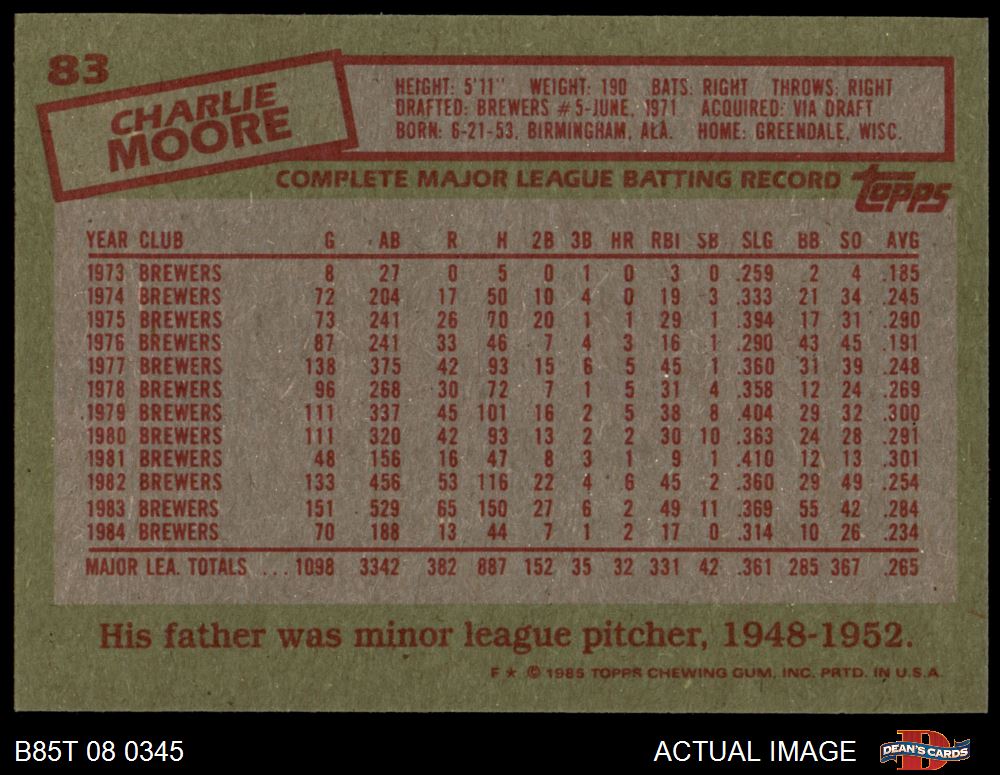 83
CHARLIE
MOORE
HEIGHT: 5'11" WEIGHT: 190 BATS: RIGHT THROWS: RIGHT
DRAFTED: BREWERS #5-JUNE, 1971 ACQUIRED: VIA DRAFT
BORN: 6-21-53, BIRMINGHAM, ALA. HOME: GREENDALE, WISC.
COMPLETE MAJOR LEAGUE BATTING RECORD topps
YEAR CLUB G AB R H 2B 3B HR RBI SB SLG BB SO AVG
1973 BREWERS 8 27 0 5 0 1 0 3 0 .259 2 4 .185
1974 BREWERS 72 204 17 50 10 4 0 19 3 .333 21 34 .245
1975 BREWERS 73 241 26 70 20 1 1 29 1 .394 17 31 .290
1976 BREWERS 87 241 33 46 7 4 3 16 1 .290 43 45 .191
1977 BREWERS 138 375 42 93 15 6 5 45 1 .360 31 39 .248
1978 BREWERS 96 268 30 72 7 1 5 31 4 .358 12 24 .269
1979 BREWERS 111 337 45 101 16 2 5 38 8 .404 29 32 .300
1980 BREWERS 111 320 42 93 13 2 2 30 10 .363 24 28 .291
1981 BREWERS 48 156 16 47 8 3 1 9 1 .410 12 13 .301
1982 BREWERS 133 456 53 116 22 4 6 45 2 .360 29 49 .254
1983 BREWERS 151 529 65 150 27 6 2 49 11 .369 55 42 .284
1984 BREWERS 70 188 13 44 7 1 2 17 0 .314 10 26 .234
MAJOR LEA. TOTALS ... 1098 3342 382 887 152 35 32 331 42 .361 285 367 .265
His father was minor league pitcher, 1948-1952.
F ★ © 1985 TOPPS CHEWING GUM, INC. PRTD. IN U.S.A.
B85T 08 0345 ACTUAL IMAGE DEAN'S CARDS